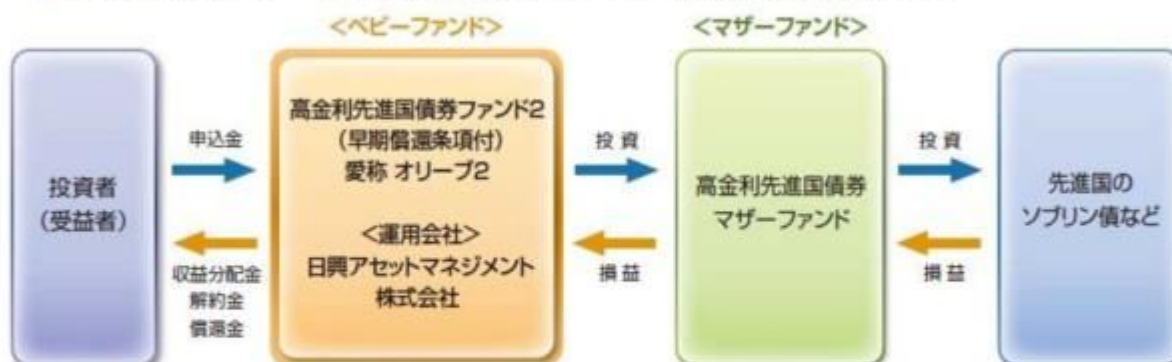 <ベビーファンド>
<マザーファンド>
投資者
(受益者)
申込金
収益分配金
解約金
償還金
高金利先進国債券ファンド2
(早期償還条項付)
愛称 オリーブ2
<運用会社>
日興アセットマネジメント
株式会社
投 資
損 益
高金利先進国債券
マザーファンド
投 資
損 益
先進国の
ソブリン債など